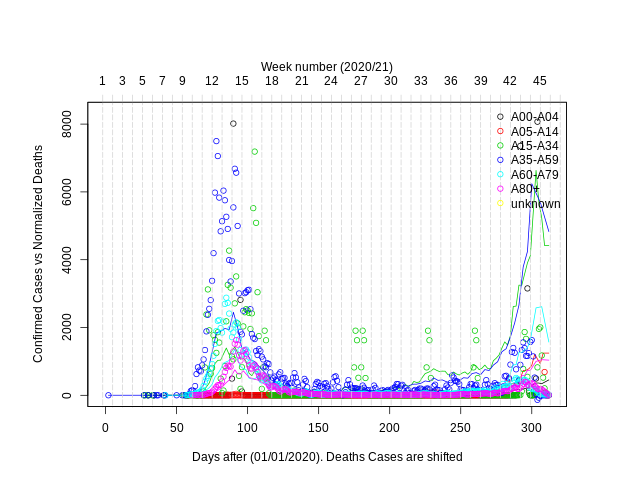 Week number (2020/21)
1 3 5 7 9 12 15 18 21 24 27 30 33 36 39 42 45
Confirmed Cases vs Normalized Deaths
8000
6000
4000
2000
0
A00-A04
A05-A14
A15-A34
A35-A59
A60-A79
A80+
unknown
0 50 100 150 200 250 300
Days after (01/01/2020). Deaths Cases are shifted